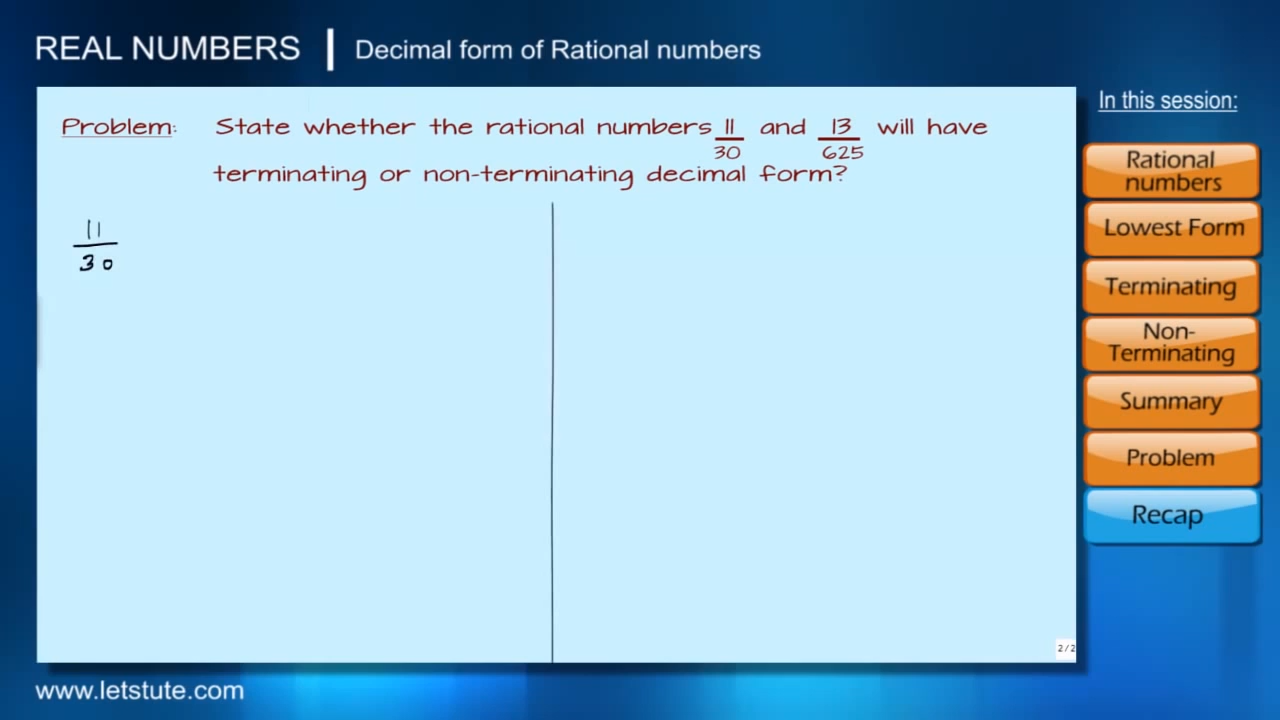 REAL NUMBERS | Decimal form of Rational numbers
In this session:
Problem: State whether the rational numbers 11/30 and 13/625 will have
terminating or non-terminating decimal form?
11
30
Rational
numbers
Lowest Form
Terminating
Non-
Terminating
Summary
Problem
Recap
2/2
www.letstute.com